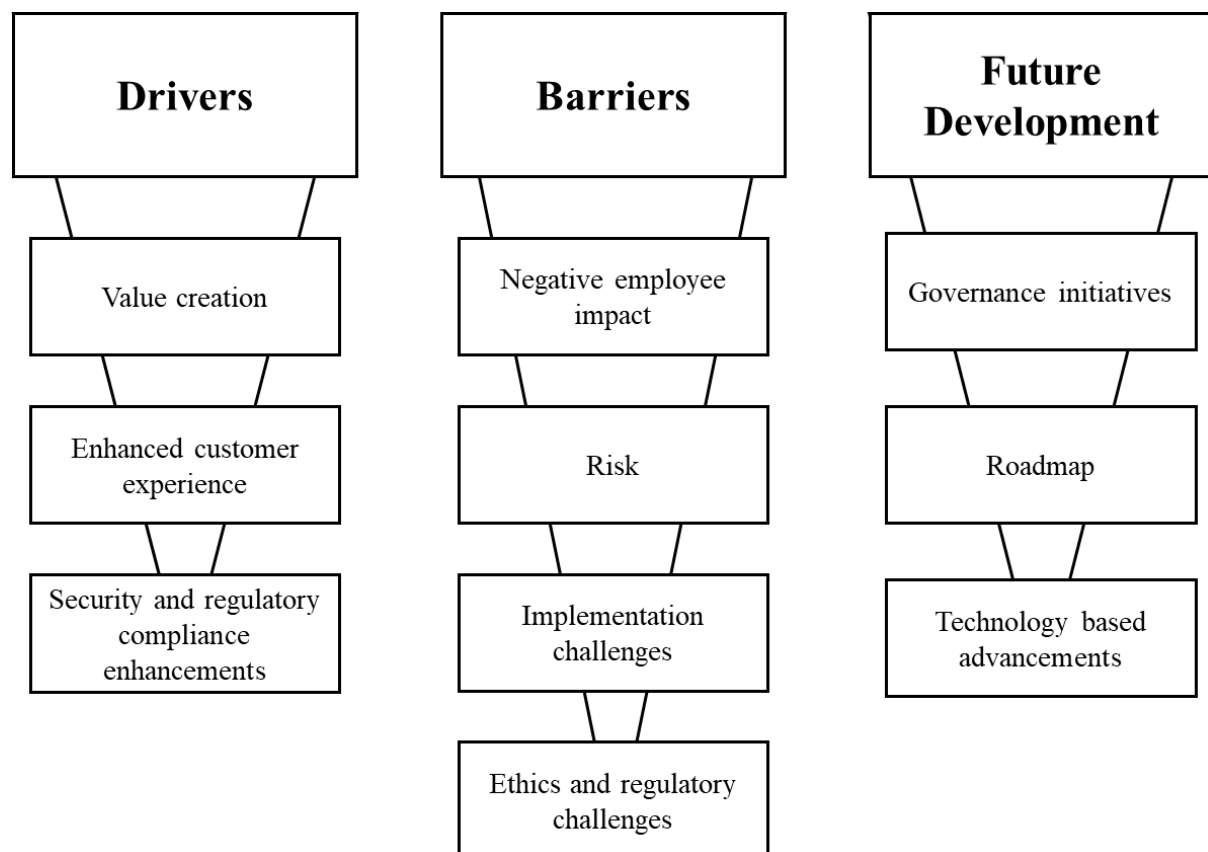 Drivers
Value creation
Enhanced customer
experience
Security and regulatory
compliance
enhancements
Barriers
Negative employee
impact
Risk
Implementation
challenges
Ethics and regulatory
challenges
Future
Development
Governance initiatives
Roadmap
Technology based
advancements